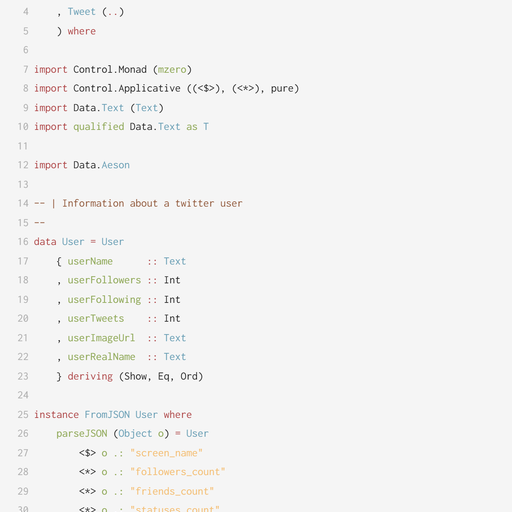 4 , Tweet (..)
5 ) where
6
7 import Control.Monad (mzero)
8 import Control.Applicative ((<$>), (<*>), pure)
9 import Data.Text (Text)
10 import qualified Data.Text as T
11
12 import Data.Aeson
13
14 -- | Information about a twitter user
15 --
16 data User = User
17 { userName :: Text
18 , userFollowers :: Int
19 , userFollowing :: Int
20 , userTweets :: Int
21 , userImageUrl :: Text
22 , userRealName :: Text
23 } deriving (Show, Eq, Ord)
24
25 instance FromJSON User where
26 parseJSON (Object o) = User
27 <$> o .: "screen_name"
28 <*> o .: "followers_count"
29 <*> o .: "friends_count"
30 <*> o .: "statuses_count"